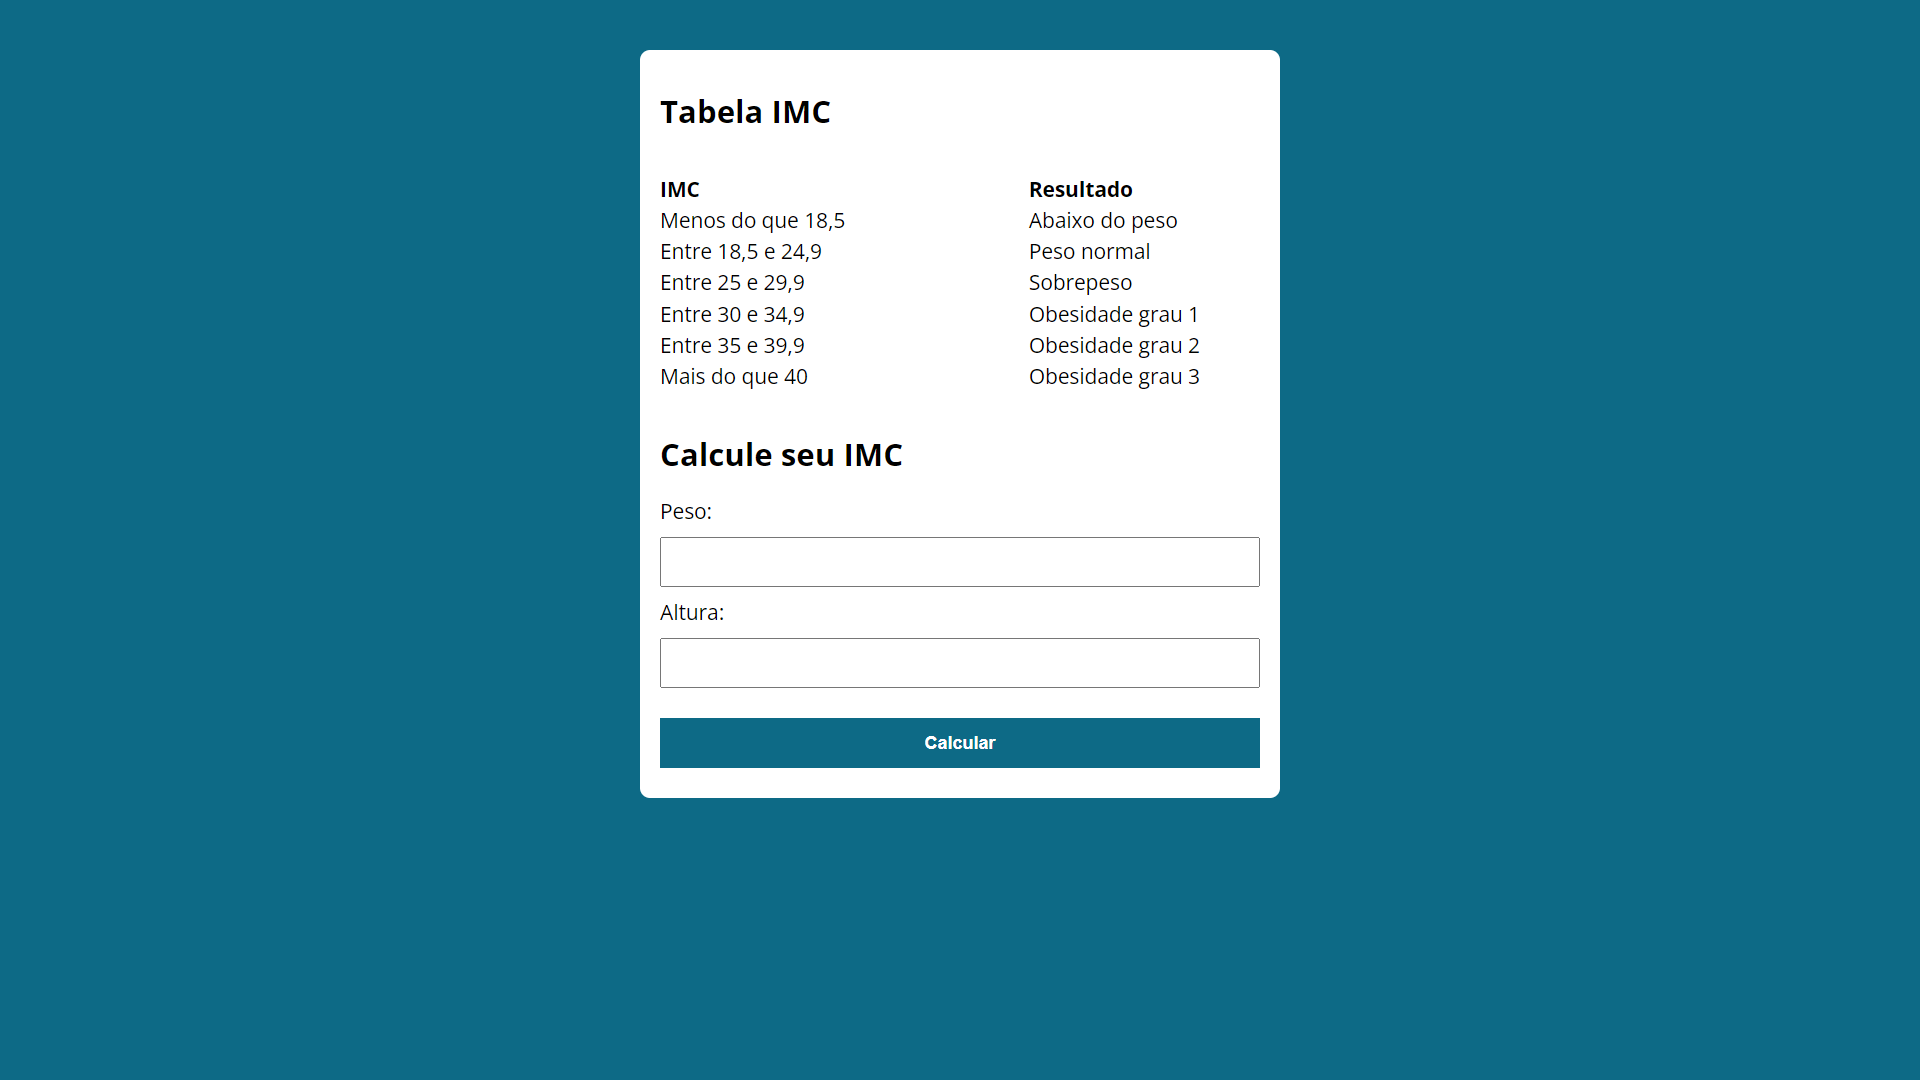 Tabela IMC
IMC Resultado
Menos do que 18,5 Abaixo do peso
Entre 18,5 e 24,9 Peso normal
Entre 25 e 29,9 Sobrepeso
Entre 30 e 34,9 Obesidade grau 1
Entre 35 e 39,9 Obesidade grau 2
Mais do que 40 Obesidade grau 3
Calcule seu IMC
Peso:
Altura:
Calcular